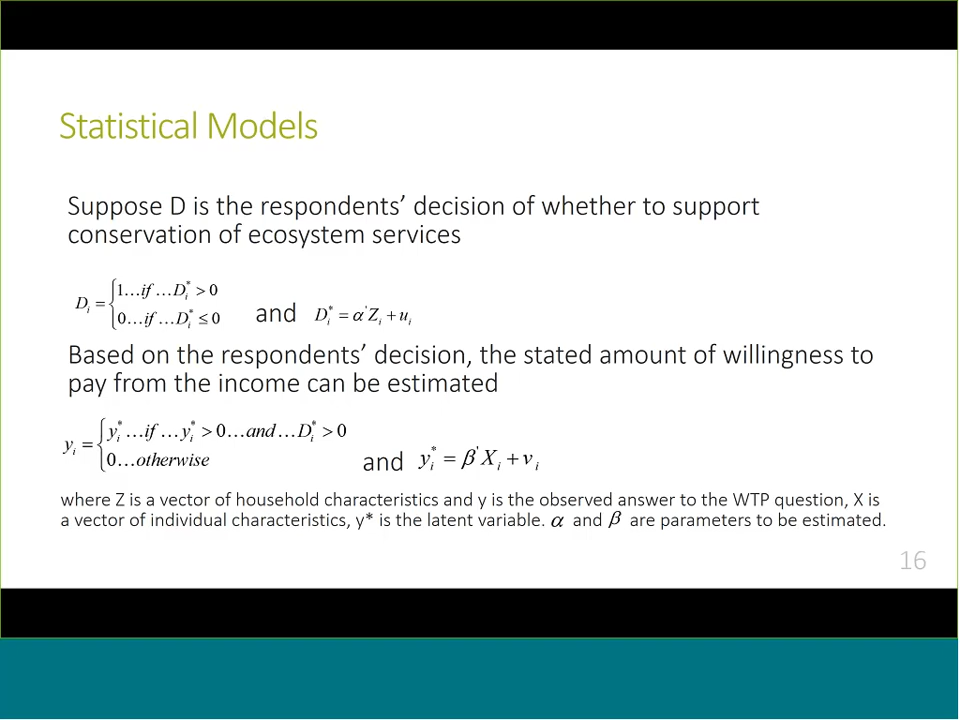 Statistical Models
Suppose D is the respondents’ decision of whether to support
conservation of ecosystem services
D_i = { 1…if …D_i^* > 0
0…if …D_i^* ≤ 0
and D_i^* = α'Z_i + u_i
Based on the respondents’ decision, the stated amount of willingness to
pay from the income can be estimated
y_i = { y_i^* …if … y_i^* > 0…and…D_i^* > 0
0…otherwise
and y_i^* = β'X_i + v_i
where Z is a vector of household characteristics and y is the observed answer to the WTP question, X is
a vector of individual characteristics, y* is the latent variable. α and β are parameters to be estimated.
16